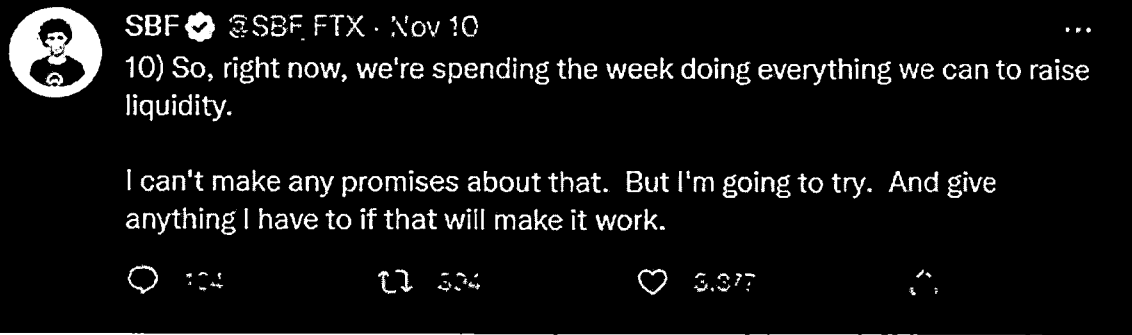 SBF @SBF_FTX · Nov 10
10) So, right now, we're spending the week doing everything we can to raise
liquidity.
I can't make any promises about that.  But I'm going to try.  And give
anything I have to if that will make it work.